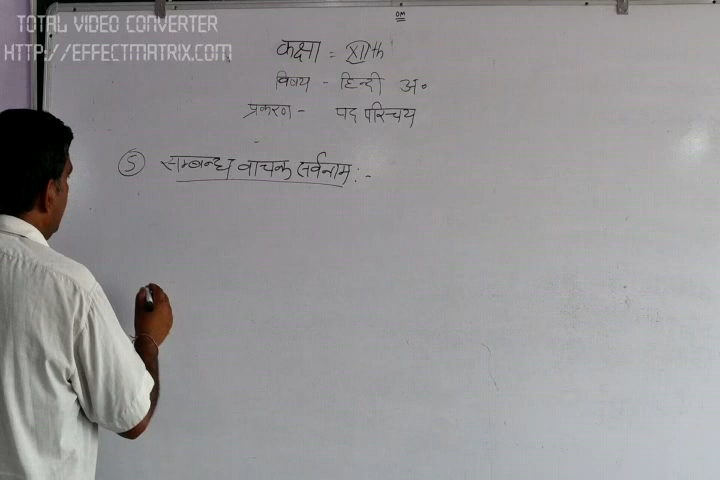 TOTAL VIDEO CONVERTER
HTTP://EFFECTMATRIX.COM
OM
कक्षा = XIIth
विषय - हिन्दी अ॰
प्रकरण - पद परिचय
5 सम्बन्ध वाचक सर्वनाम :-